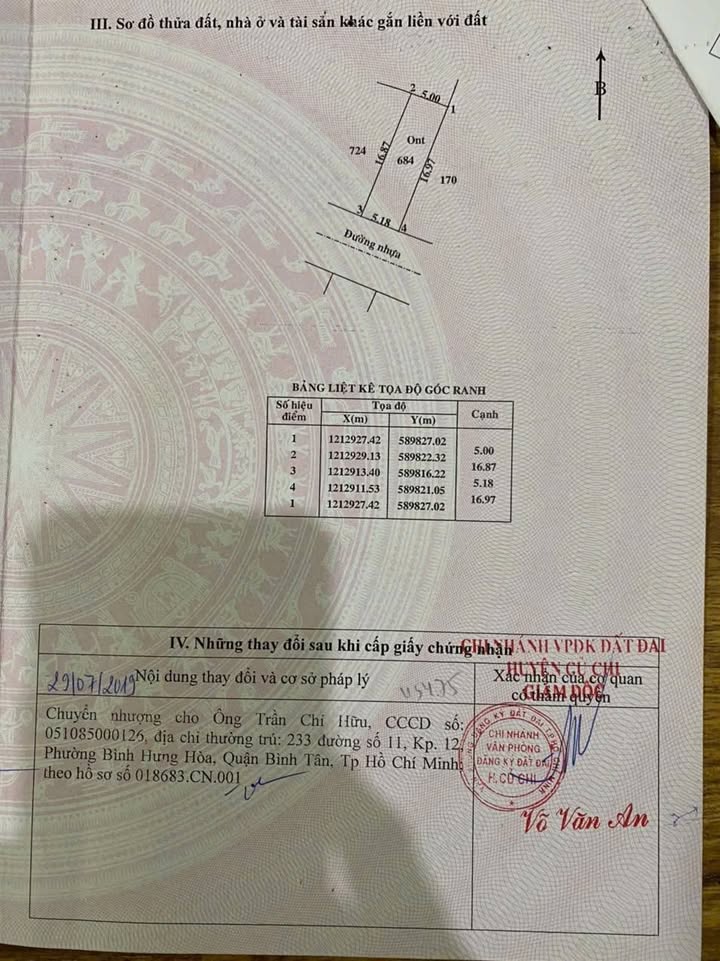 III. Sơ đồ thửa đất, nhà ở và tài sản khác gắn liền với đất
B
2 5.00 1
Ont
724 16.87 684 16.97 170
3 5.18 4
Đường nhựa
BẢNG LIỆT KÊ TỌA ĐỘ GÓC RANH
Số hiệu điểm Tọa độ Cạnh
X(m) Y(m)
1 1212927.42 589827.02
5.00
2 1212929.13 589822.32
16.87
3 1212913.40 589816.22
5.18
4 1212911.53 589821.05
16.97
1 1212927.42 589827.02
IV. Những thay đổi sau khi cấp giấy chứng nhận
CHI NHÁNH VPĐK ĐẤT ĐAI
HUYỆN CỦ CHI
GIÁM ĐỐC
29/07/2019 Nội dung thay đổi và cơ sở pháp lý
Xác nhận của cơ quan
có thẩm quyền
Chuyển nhượng cho Ông Trần Chí Hữu, CCCD số:
051085000126, địa chỉ thường trú: 233 đường số 11, Kp. 12,
Phường Bình Hưng Hòa, Quận Bình Tân, Tp Hồ Chí Minh;
theo hồ sơ số 018683.CN.001
CHI NHÁNH
VĂN PHÒNG
ĐĂNG KÝ ĐẤT ĐAI
H. CỦ CHI
Võ Văn An